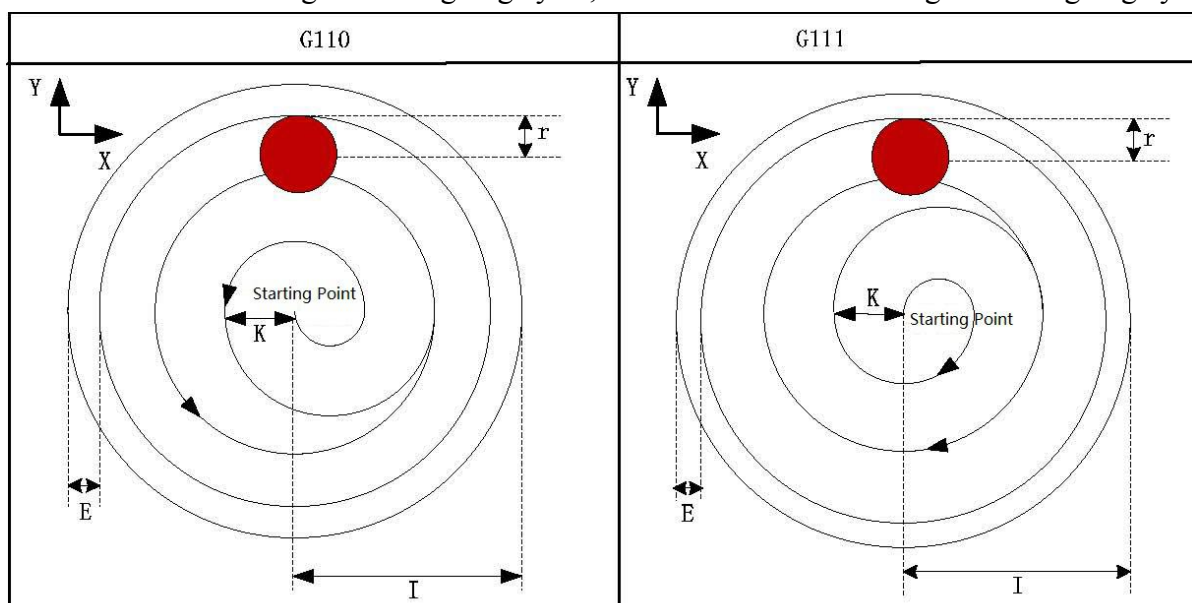 G110
G111
Y
X
r
Starting Point
K
E
I
Y
X
r
K
Starting Point
E
I